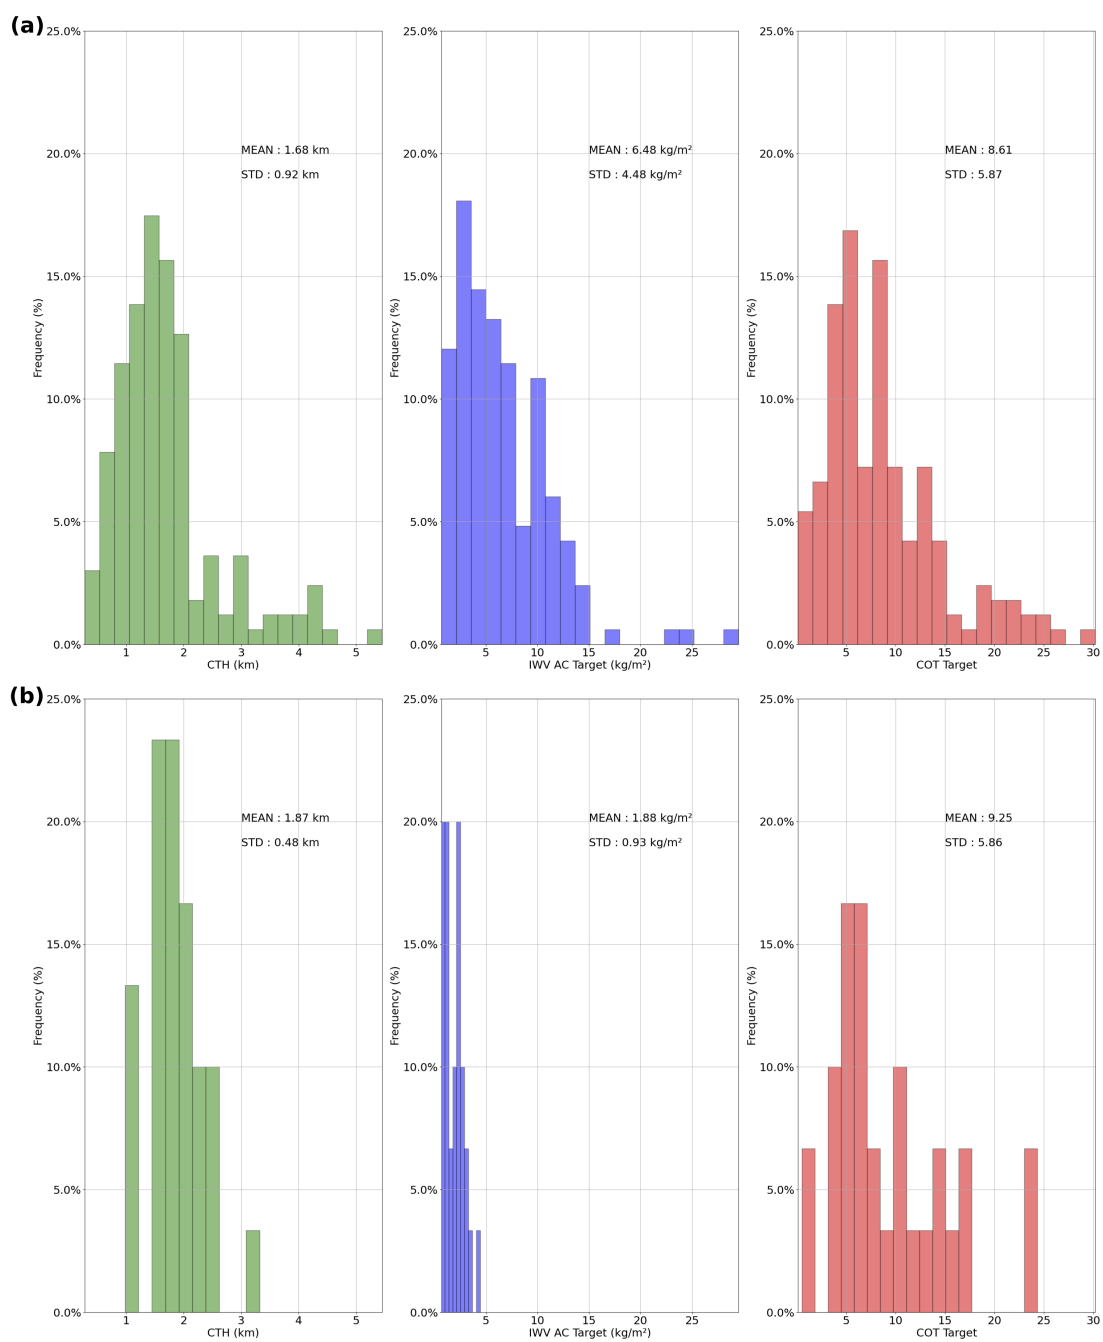 (a)
25.0%
20.0%
15.0%
10.0%
5.0%
0.0%
Frequency (%)
MEAN : 1.68 km
STD : 0.92 km
1 2 3 4 5
CTH (km)
25.0%
20.0%
15.0%
10.0%
5.0%
0.0%
Frequency (%)
MEAN : 6.48 kg/m²
STD : 4.48 kg/m²
5 10 15 20 25
IWV AC Target (kg/m²)
25.0%
20.0%
15.0%
10.0%
5.0%
0.0%
Frequency (%)
MEAN : 8.61
STD : 5.87
5 10 15 20 25 30
COT Target
(b)
25.0%
20.0%
15.0%
10.0%
5.0%
0.0%
Frequency (%)
MEAN : 1.87 km
STD : 0.48 km
1 2 3 4 5
CTH (km)
25.0%
20.0%
15.0%
10.0%
5.0%
0.0%
Frequency (%)
MEAN : 1.88 kg/m²
STD : 0.93 kg/m²
5 10 15 20 25
IWV AC Target (kg/m²)
25.0%
20.0%
15.0%
10.0%
5.0%
0.0%
Frequency (%)
MEAN : 9.25
STD : 5.86
5 10 15 20 25 30
COT Target